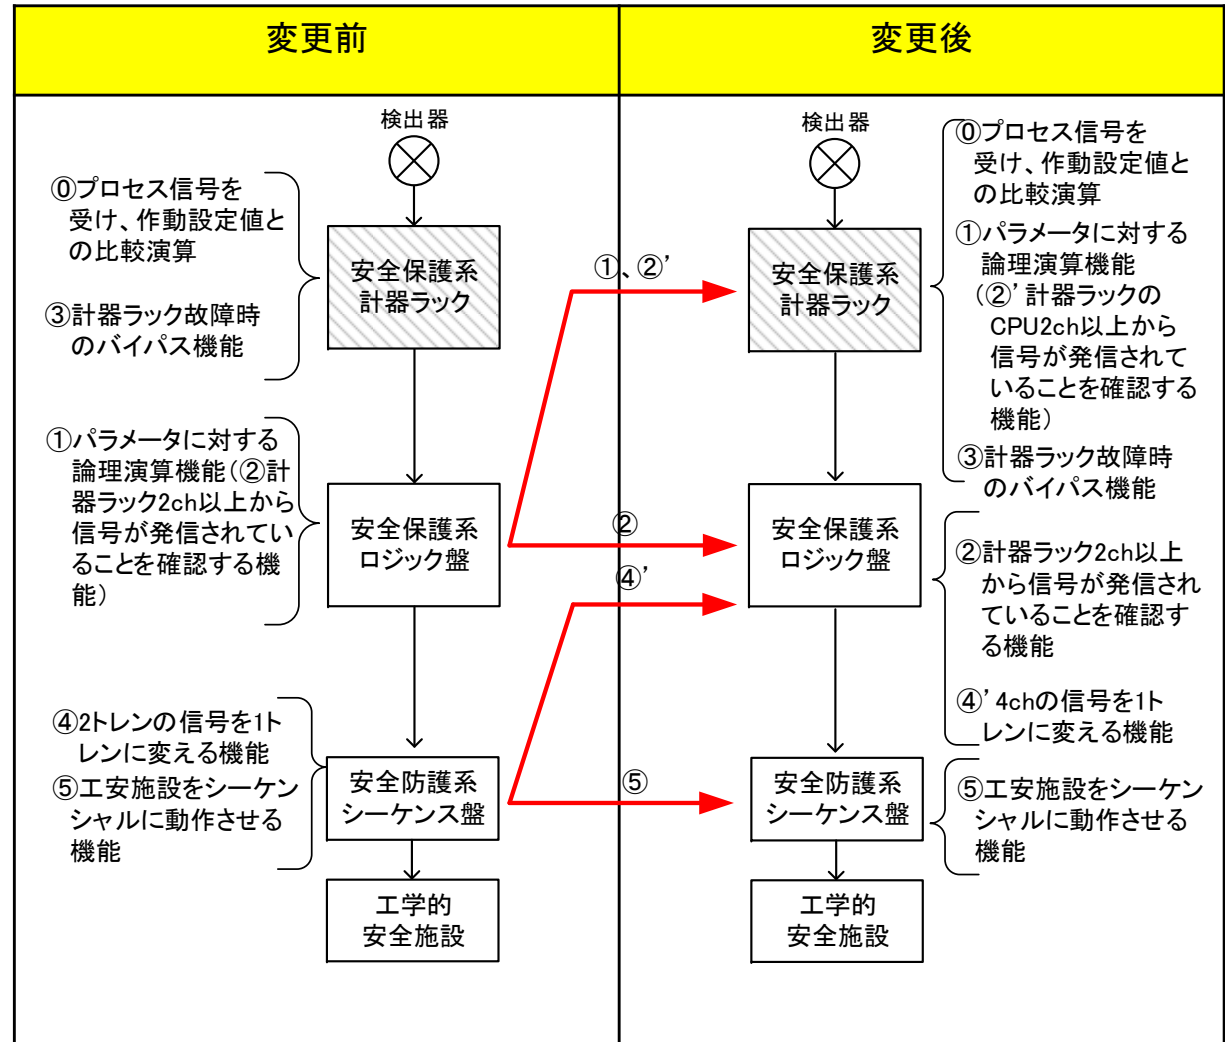 変更前
変更後
検出器
⓪プロセス信号を
受け、作動設定値と
の比較演算
安全保護系
計器ラック
③計器ラック故障時
のバイパス機能
①パラメータに対する
論理演算機能(②計
器ラック2ch以上から
信号が発信されてい
ることを確認する機
能)
安全保護系
ロジック盤
④2トレンの信号を1ト
レンに変える機能
⑤工安施設をシーケン
シャルに動作させる
機能
安全防護系
シーケンス盤
工学的
安全施設
①、②’
②
④’
⑤
検出器
安全保護系
計器ラック
⓪プロセス信号を
受け、作動設定値と
の比較演算
①パラメータに対する
論理演算機能
(②’計器ラックの
CPU2ch以上から
信号が発信されて
いることを確認する
機能)
③計器ラック故障時
のバイパス機能
安全保護系
ロジック盤
②計器ラック2ch以上
から信号が発信され
ていることを確認す
る機能
④’4chの信号を1ト
レンに変える機能
安全防護系
シーケンス盤
⑤工安施設をシーケン
シャルに動作させる
機能
工学的
安全施設